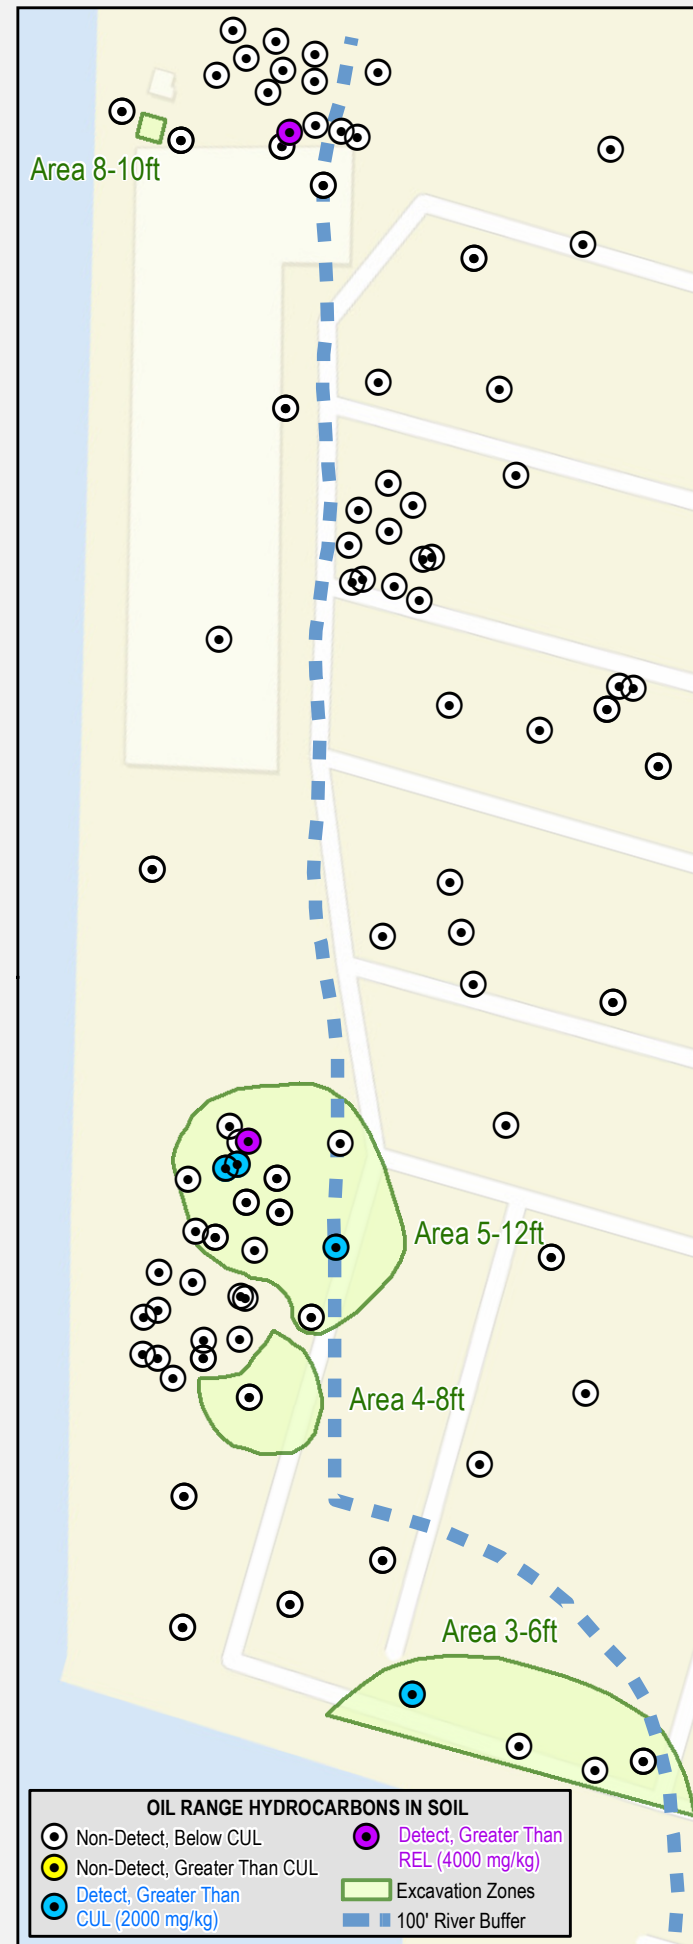 Area 8-10ft
Area 5-12ft
Area 4-8ft
Area 3-6ft
OIL RANGE HYDROCARBONS IN SOIL
Non-Detect, Below CUL
Non-Detect, Greater Than CUL
Detect, Greater Than
CUL (2000 mg/kg)
Detect, Greater Than
REL (4000 mg/kg)
Excavation Zones
100' River Buffer